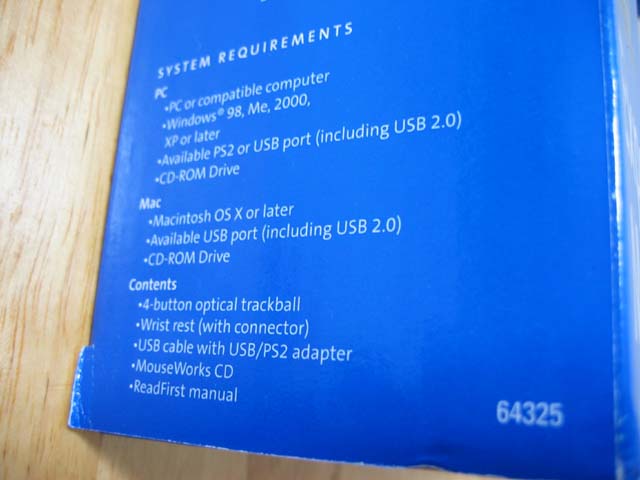 SYSTEM REQUIREMENTS
PC
•PC or compatible computer
•Windows® 98, Me, 2000,
XP or later
•Available PS2 or USB port (including USB 2.0)
•CD-ROM Drive
Mac
•Macintosh OS X or later
•Available USB port (including USB 2.0)
•CD-ROM Drive
Contents
•4-button optical trackball
•Wrist rest (with connector)
•USB cable with USB/PS2 adapter
•MouseWorks CD
•ReadFirst manual
64325